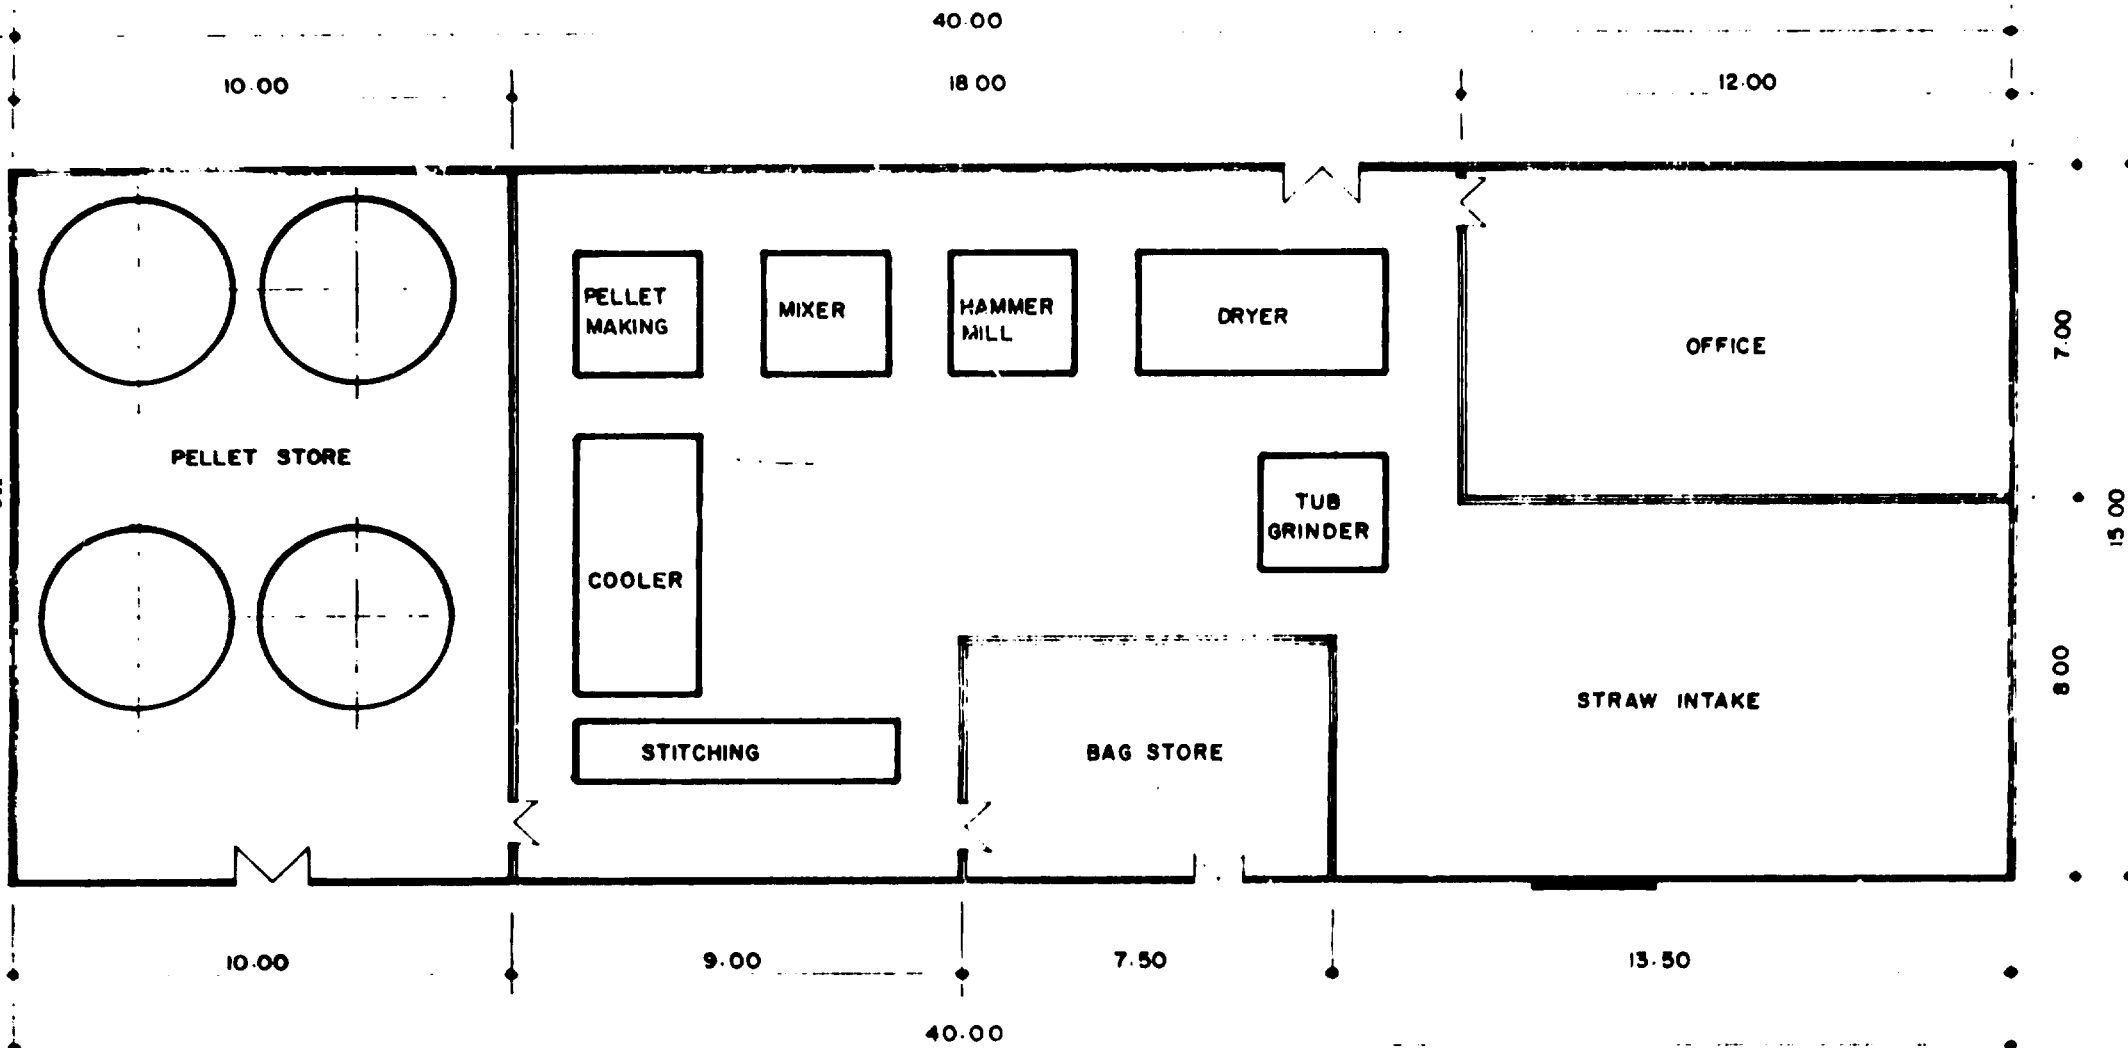 40.00
10.00
18 00
12.00
PELLET
MAKING
MIXER
HAMMER
MILL
DRYER
OFFICE
7.00
PELLET STORE
TUB
GRINDER
15 00
COOLER
8 00
STRAW INTAKE
STITCHING
BAG STORE
10.00
9.00
7.50
13.50
40.00